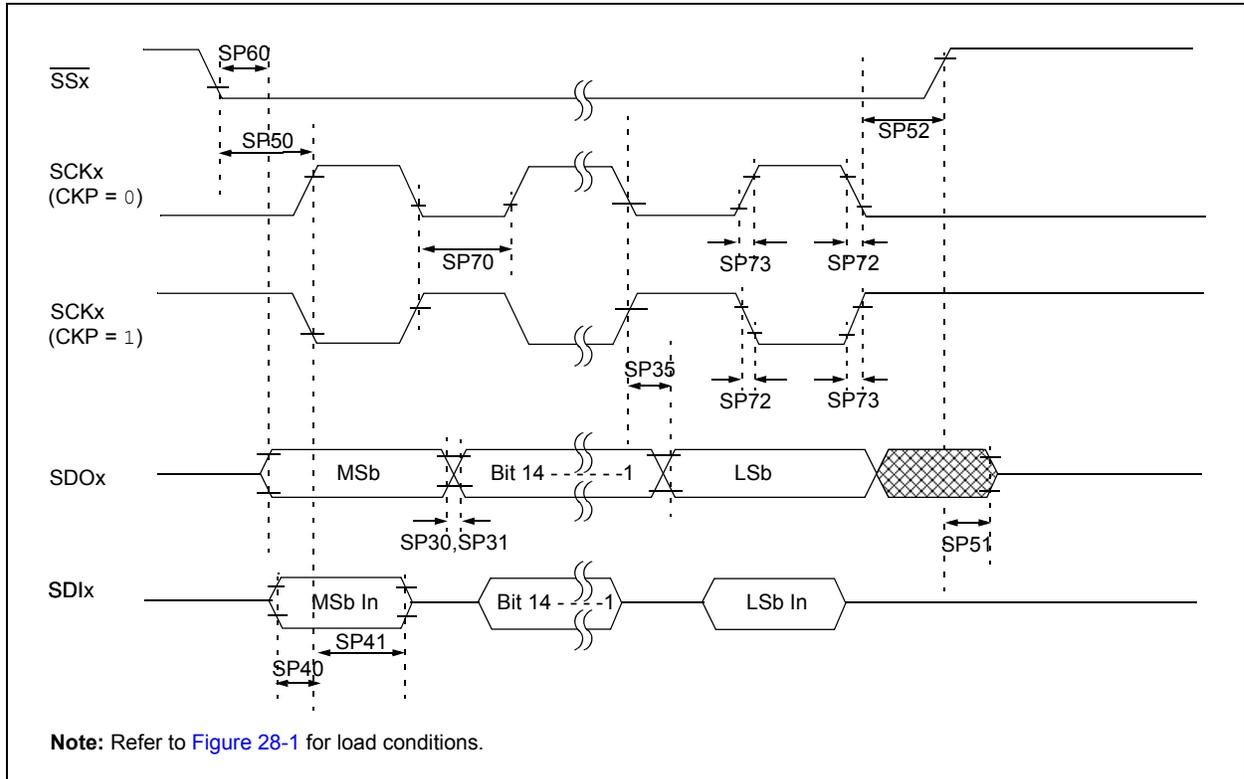 SP60
SSx
SP52
SP50
SCKx
(CKP = 0)
SP70
SP73
SP72
SCKx
(CKP = 1)
SP35
SP72
SP73
SDOx
MSb
Bit 14 - - - - - -1
LSb
SP30,SP31
SP51
SDIx
MSb In
Bit 14 - - - -1
LSb In
SP41
SP40
Note: Refer to Figure 28-1 for load conditions.